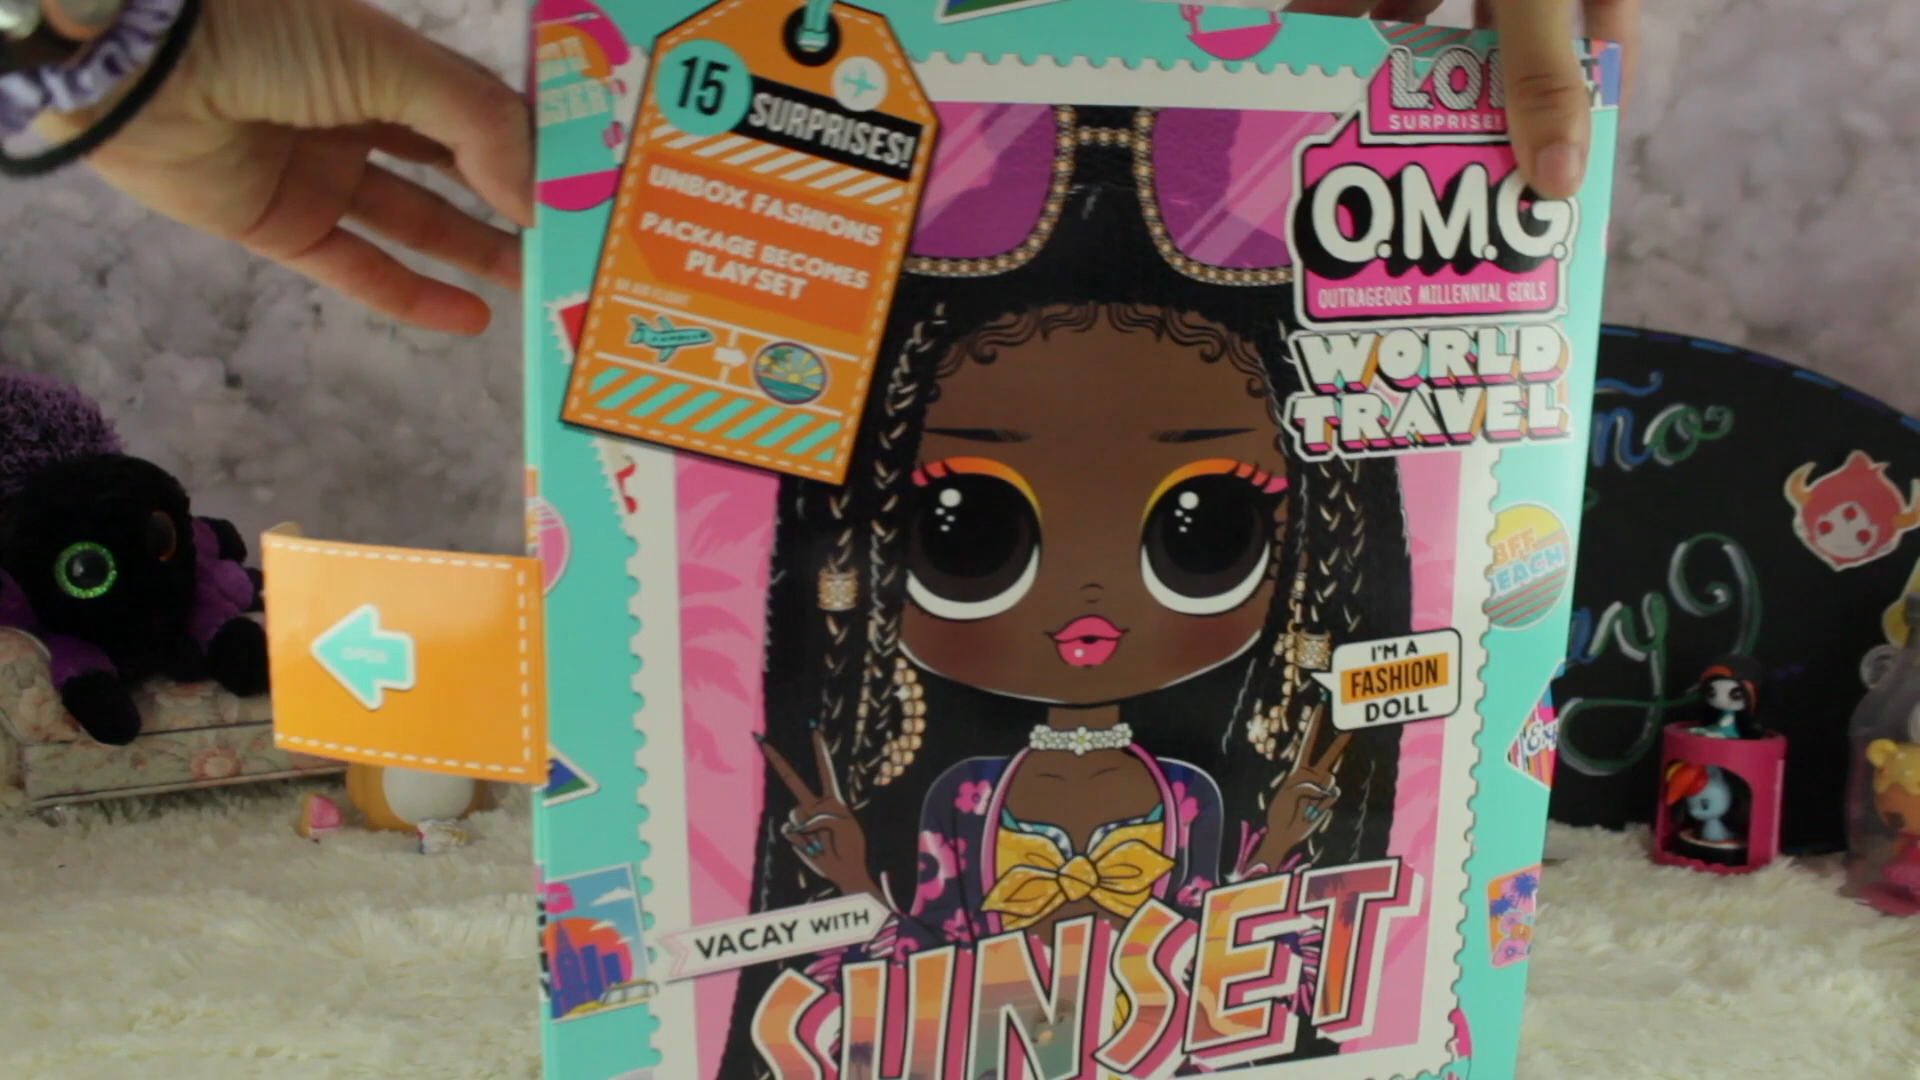 15
SURPRISES!
UNBOX FASHIONS
PACKAGE BECOMES
PLAYSET
SURPRISE!
O.M.G.
OUTRAGEOUS MILLENNIAL GIRLS
WORLD
TRAVEL
BFF
BEACH
I'M A
FASHION
DOLL
OPEN
VACAY WITH
SUNSET